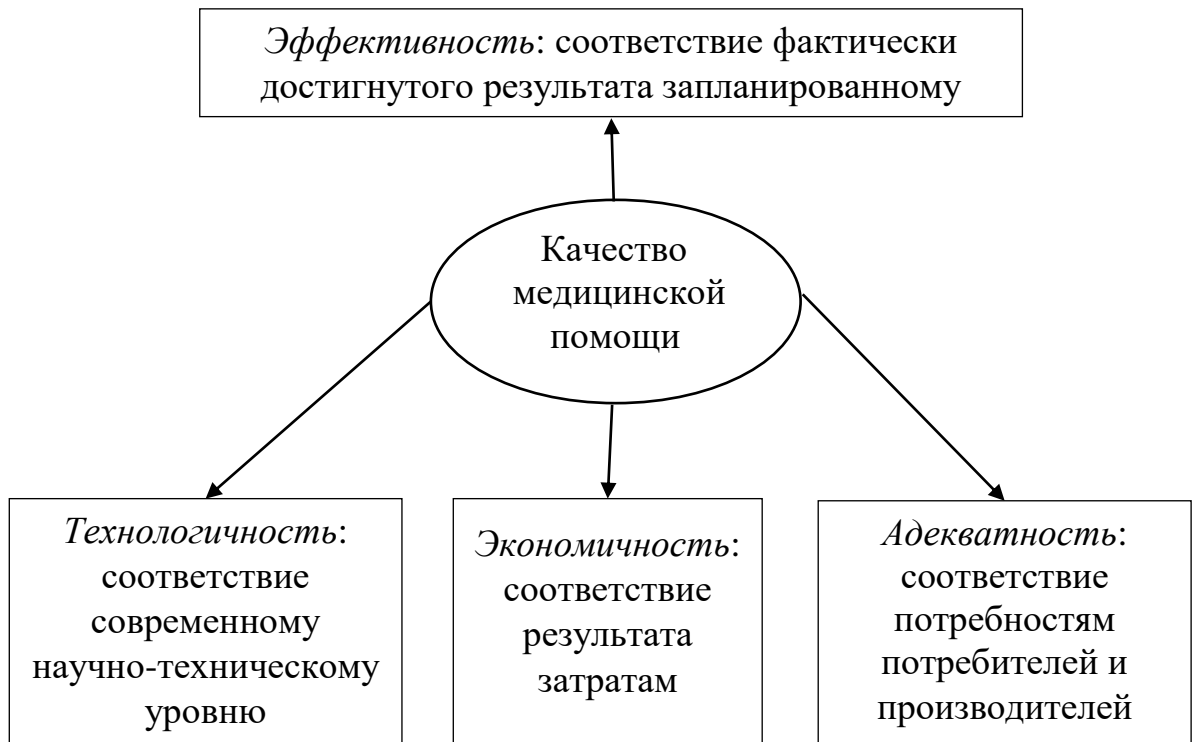 Эффективность: соответствие фактически
достигнутого результата запланированному
Качество
медицинской
помощи
Технологичность:
соответствие
современному
научно-техническому
уровню
Экономичность:
соответствие
результата
затратам
Адекватность:
соответствие
потребностям
потребителей и
производителей